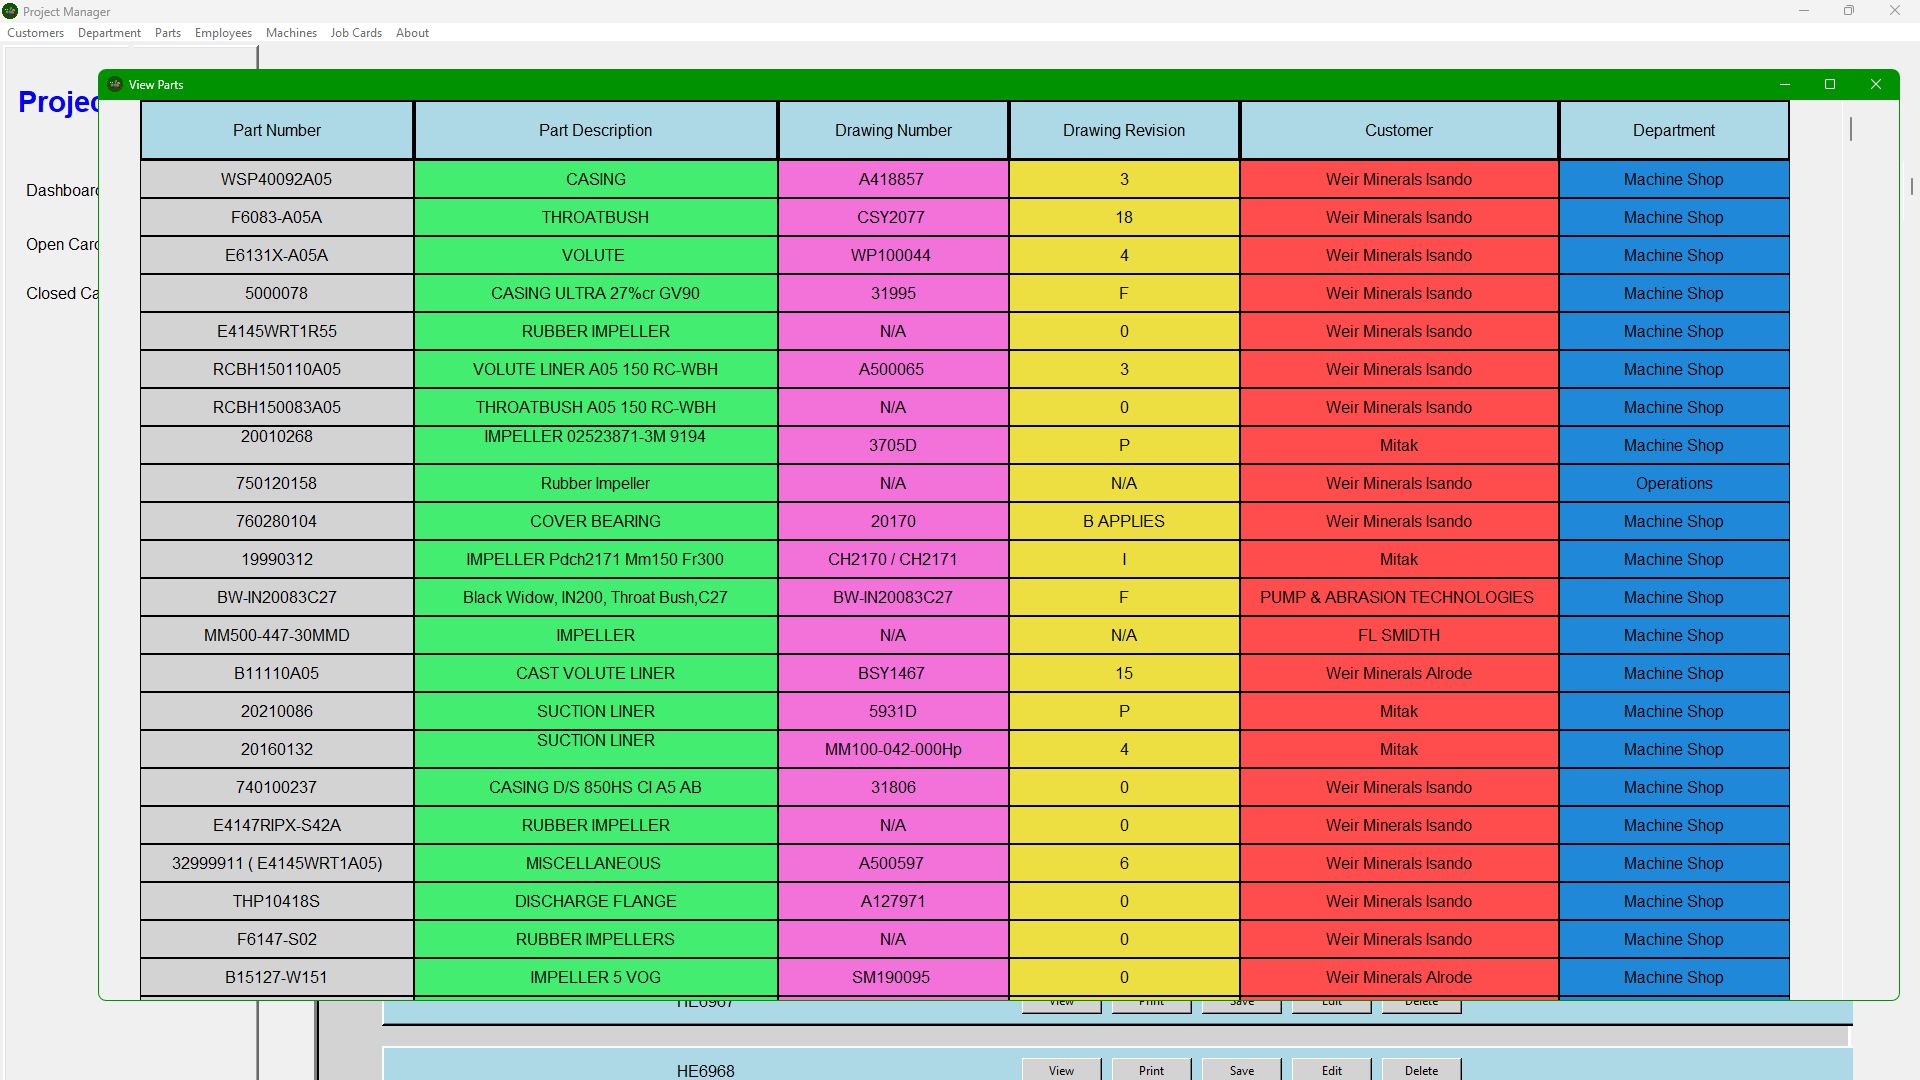 Project Manager
Customers Department Parts Employees Machines Job Cards About
View Parts
Projec
Dashboard
Open Card
Closed Ca
Part Number Part Description Drawing Number Drawing Revision Customer Department
WSP40092A05 CASING A418857 3 Weir Minerals Isando Machine Shop
F6083-A05A THROATBUSH CSY2077 18 Weir Minerals Isando Machine Shop
E6131X-A05A VOLUTE WP100044 4 Weir Minerals Isando Machine Shop
5000078 CASING ULTRA 27%cr GV90 31995 F Weir Minerals Isando Machine Shop
E4145WRT1R55 RUBBER IMPELLER N/A 0 Weir Minerals Isando Machine Shop
RCBH150110A05 VOLUTE LINER A05 150 RC-WBH A500065 3 Weir Minerals Isando Machine Shop
RCBH150083A05 THROATBUSH A05 150 RC-WBH N/A 0 Weir Minerals Isando Machine Shop
20010268 IMPELLER 02523871-3M 9194 3705D P Mitak Machine Shop
750120158 Rubber Impeller N/A N/A Weir Minerals Isando Operations
760280104 COVER BEARING 20170 B APPLIES Weir Minerals Isando Machine Shop
19990312 IMPELLER Pdch2171 Mm150 Fr300 CH2170 / CH2171 I Mitak Machine Shop
BW-IN20083C27 Black Widow, IN200, Throat Bush,C27 BW-IN20083C27 F PUMP & ABRASION TECHNOLOGIES Machine Shop
MM500-447-30MMD IMPELLER N/A N/A FL SMIDTH Machine Shop
B11110A05 CAST VOLUTE LINER BSY1467 15 Weir Minerals Alrode Machine Shop
20210086 SUCTION LINER 5931D P Mitak Machine Shop
20160132 SUCTION LINER MM100-042-000Hp 4 Mitak Machine Shop
740100237 CASING D/S 850HS CI A5 AB 31806 0 Weir Minerals Isando Machine Shop
E4147RIPX-S42A RUBBER IMPELLER N/A 0 Weir Minerals Isando Machine Shop
32999911 ( E4145WRT1A05) MISCELLANEOUS A500597 6 Weir Minerals Isando Machine Shop
THP10418S DISCHARGE FLANGE A127971 0 Weir Minerals Isando Machine Shop
F6147-S02 RUBBER IMPELLERS N/A 0 Weir Minerals Isando Machine Shop
B15127-W151 IMPELLER 5 VOG SM190095 0 Weir Minerals Alrode Machine Shop
HE6967 View Print Save Edit Delete
HE6968 View Print Save Edit Delete